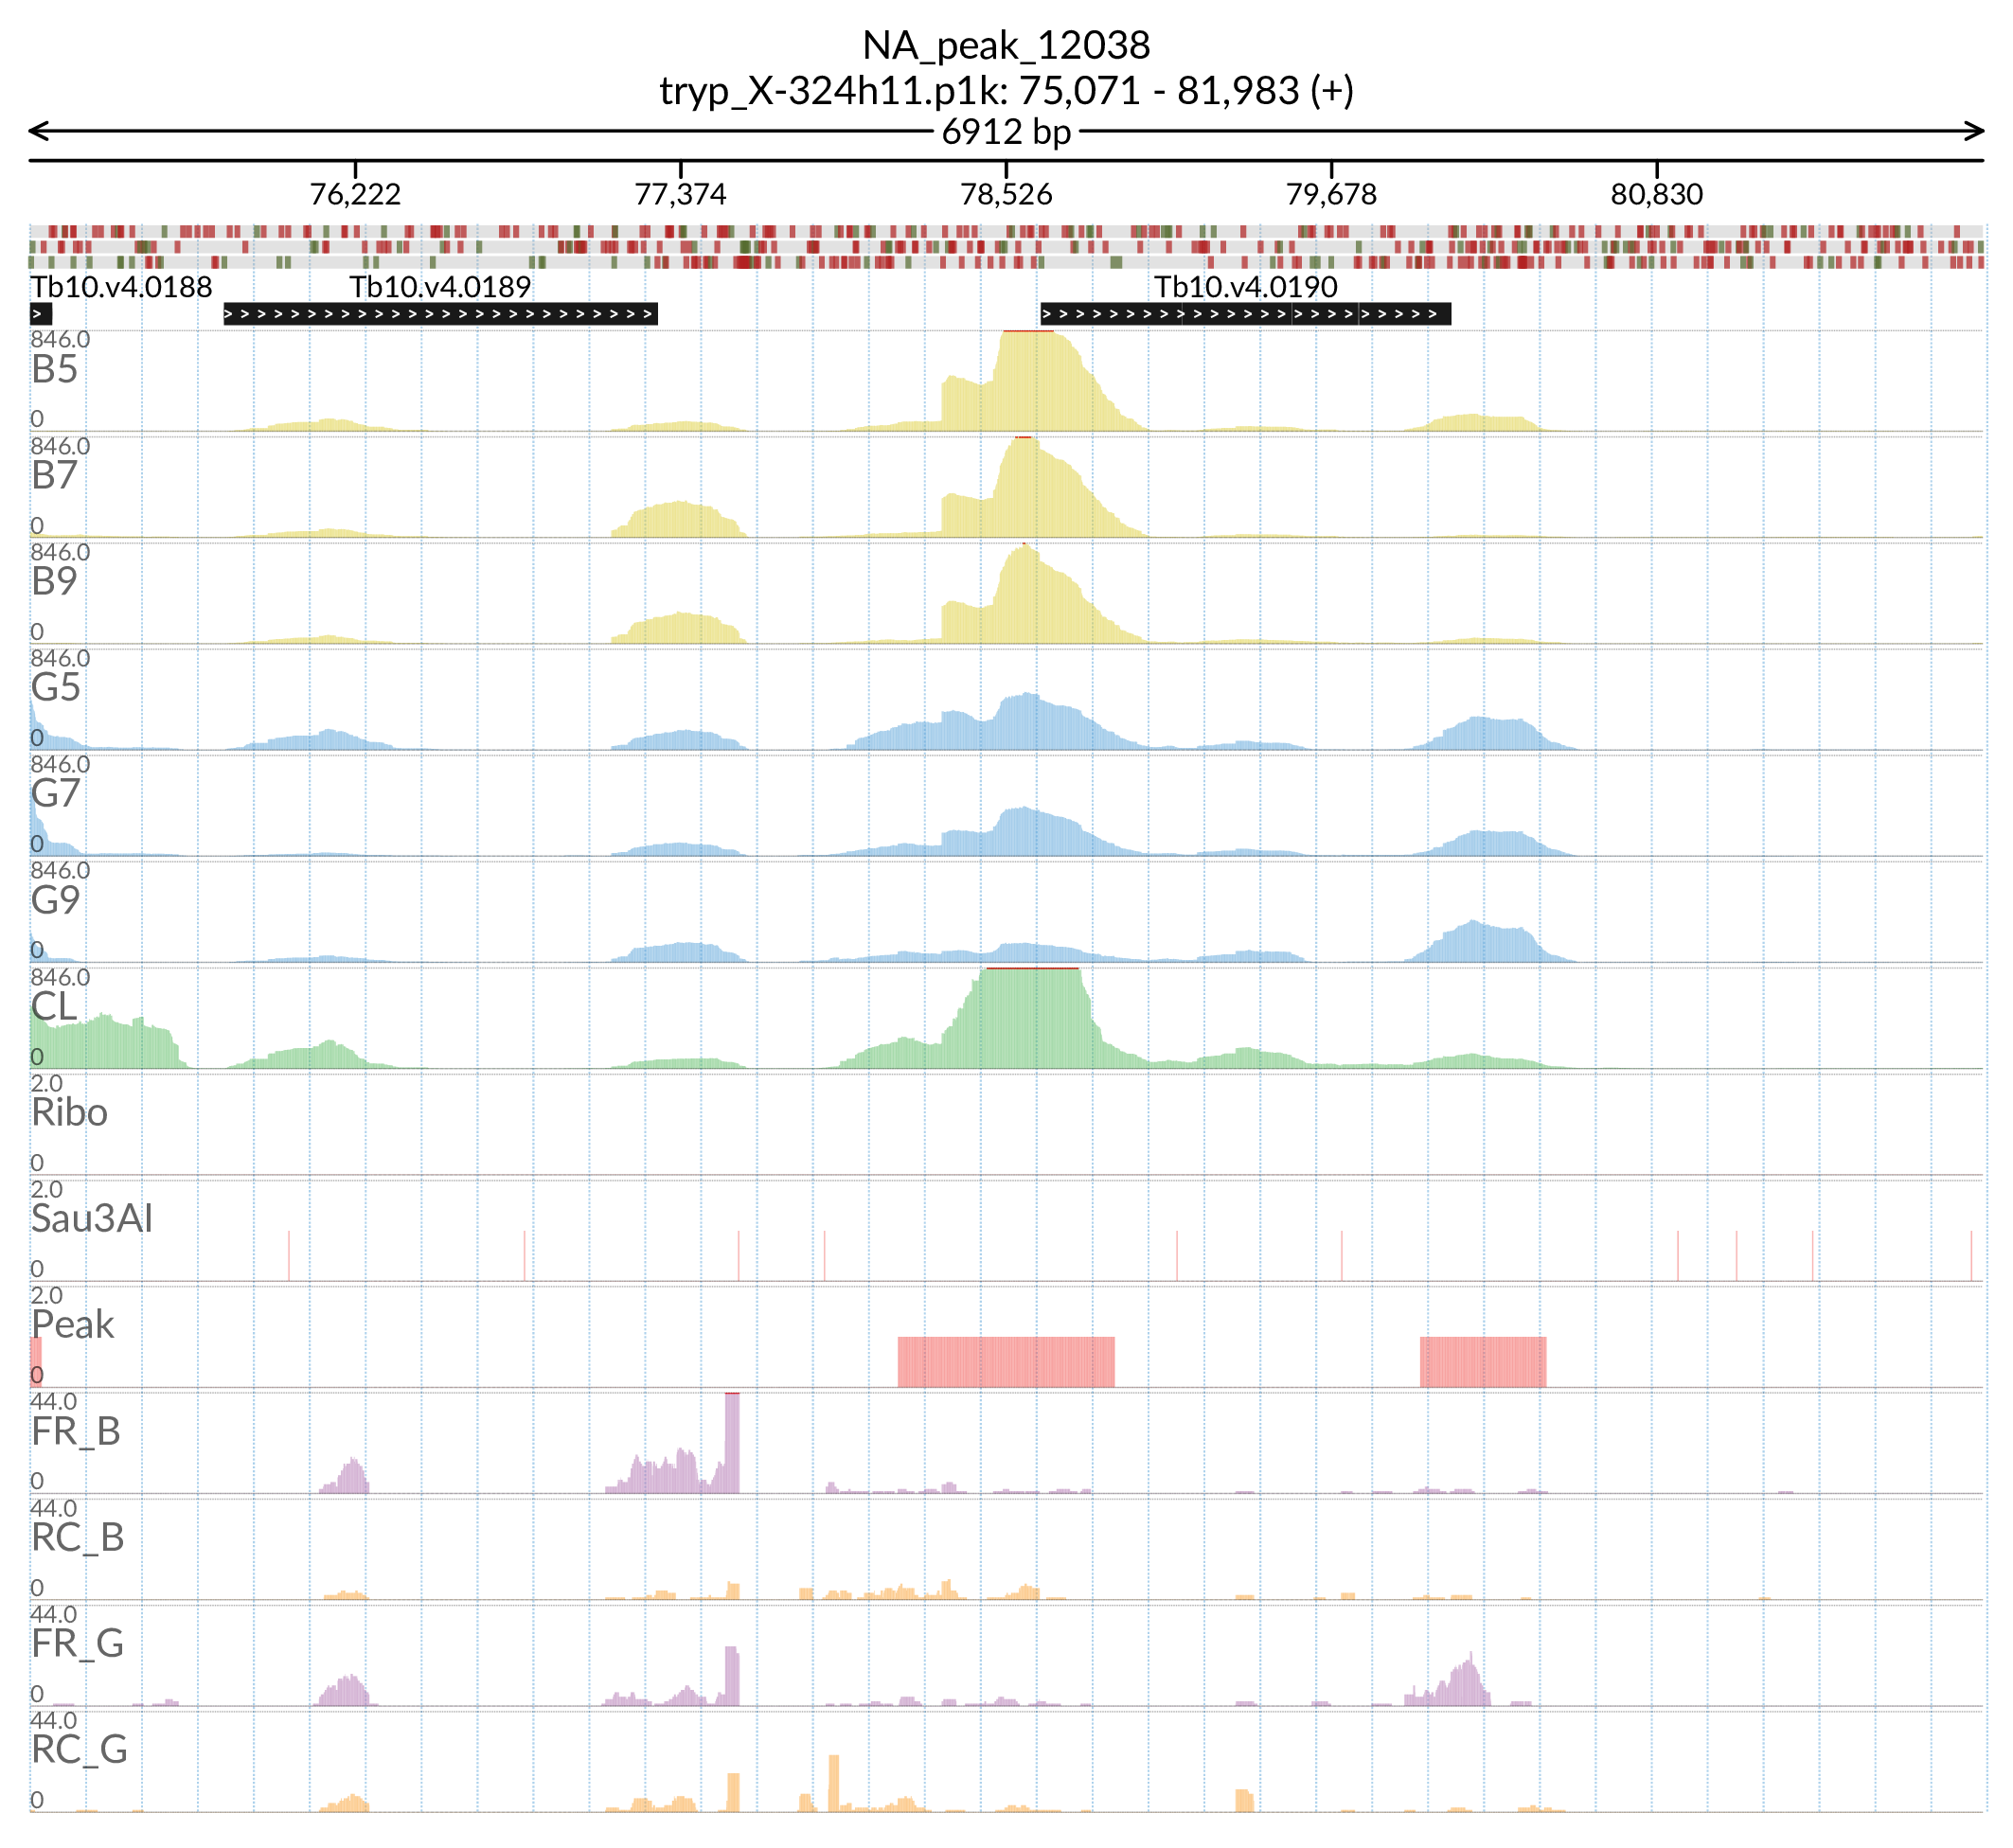 NA_peak_12038
tryp_X-324h11.p1k: 75,071 - 81,983 (+)
6912 bp
76,222 77,374 78,526 79,678 80,830
Tb10.v4.0188 Tb10.v4.0189 Tb10.v4.0190
846.0
B5
0
846.0
B7
0
846.0
B9
0
846.0
G5
0
846.0
G7
0
846.0
G9
0
846.0
CL
0
2.0
Ribo
0
2.0
Sau3AI
0
2.0
Peak
0
44.0
FR_B
0
44.0
RC_B
0
44.0
FR_G
0
44.0
RC_G
0